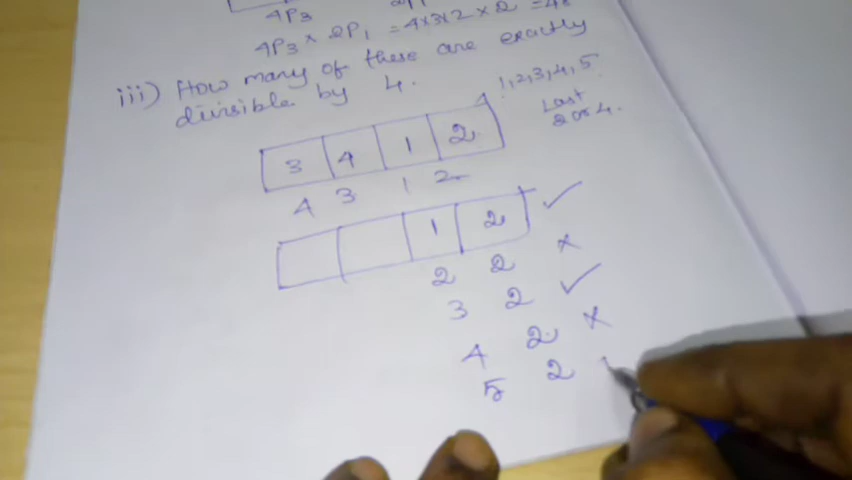 4P3
4P3 × 2P1 = 4×3×2 × 2 = 48
iii) How many of these are exactly
divisible by 4.
1,2,3,4,5
Last
2 or 4.
3 4 1 2
4 3 1 2
1 2 ✓
2 2 ×
3 2 ✓
4 2 ×
5 2